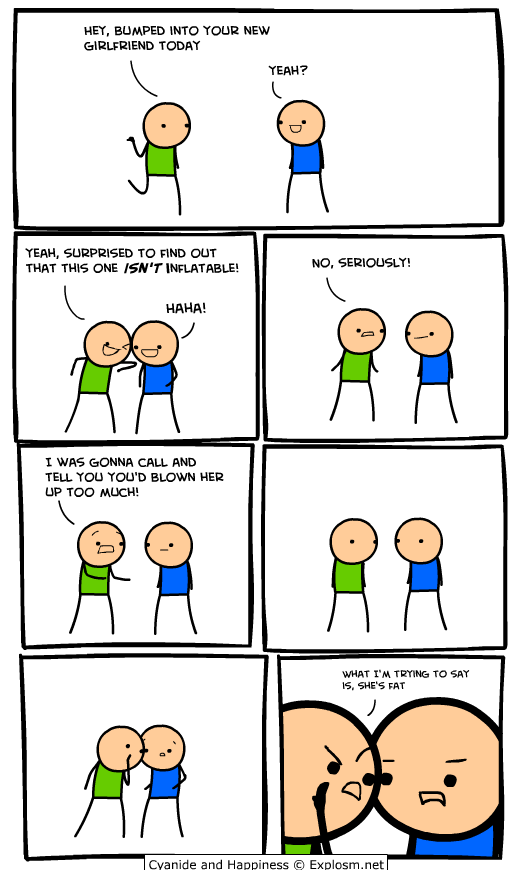 HEY, BUMPED INTO YOUR NEW
GIRLFRIEND TODAY
YEAH?
YEAH, SURPRISED TO FIND OUT
THAT THIS ONE ISN'T INFLATABLE!
HAHA!
NO, SERIOUSLY!
I WAS GONNA CALL AND
TELL YOU YOU'D BLOWN HER
UP TOO MUCH!
WHAT I'M TRYING TO SAY
IS, SHE'S FAT
Cyanide and Happiness © Explosm.net